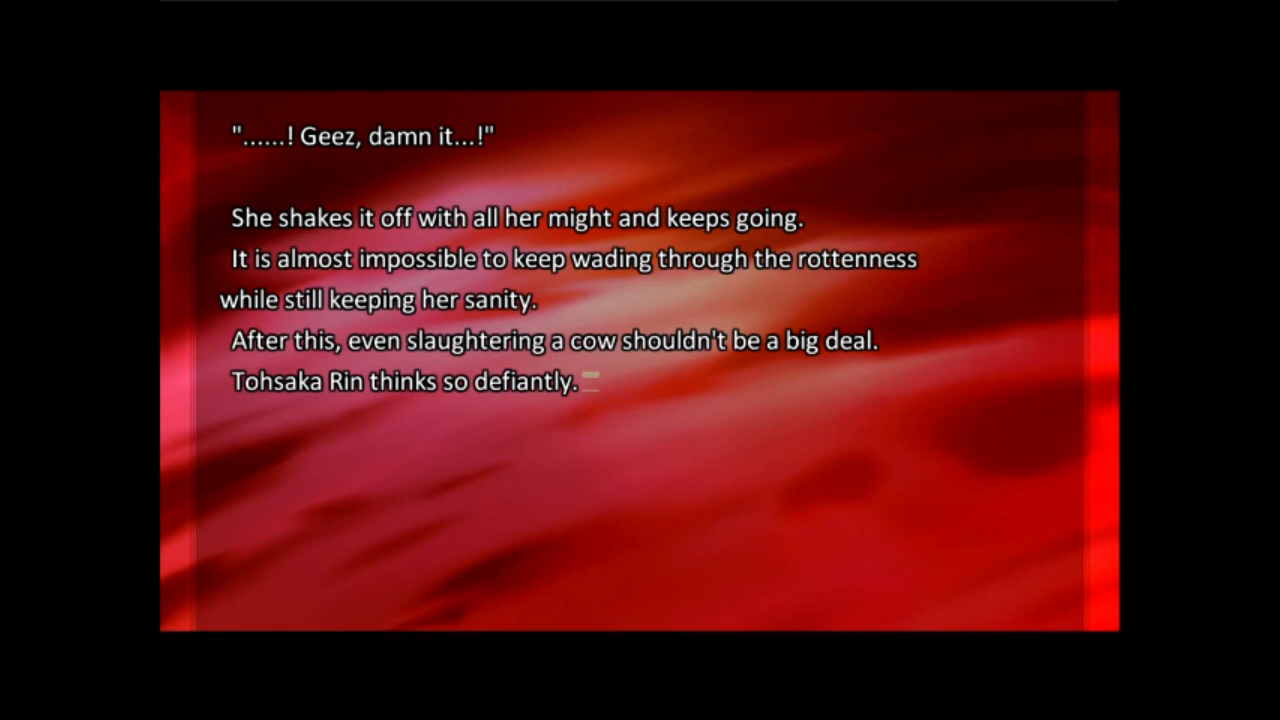 "......! Geez, damn it...!"
She shakes it off with all her might and keeps going.
It is almost impossible to keep wading through the rottenness
while still keeping her sanity.
After this, even slaughtering a cow shouldn't be a big deal.
Tohsaka Rin thinks so defiantly.